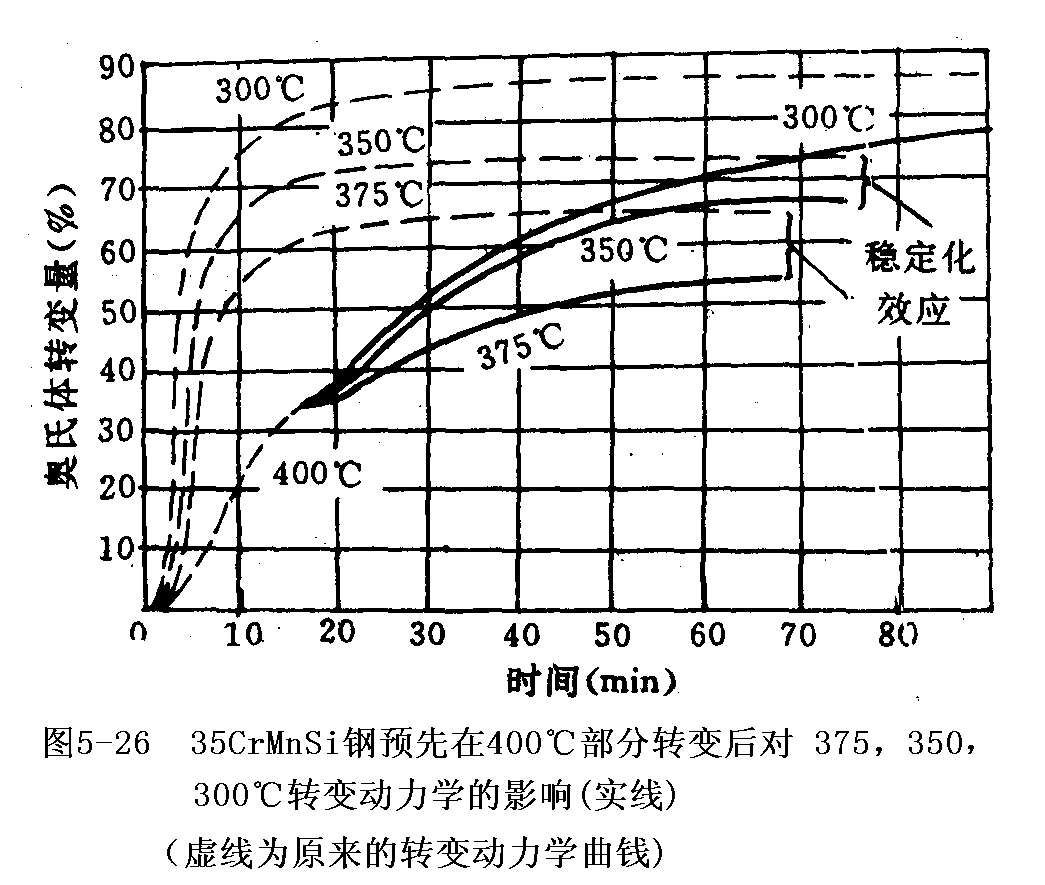 90
80
70
60
50
40
30
20
10
奥氏体转变量(%)
300℃
350℃
375℃
400℃
300℃
350℃
375℃
稳定化
效应
0 10 20 30 40 50 60 70 80
时间(min)
图5-26 35CrMnSi钢预先在400℃部分转变后对 375，350，
300℃转变动力学的影响(实线)
（虚线为原来的转变动力学曲钱)